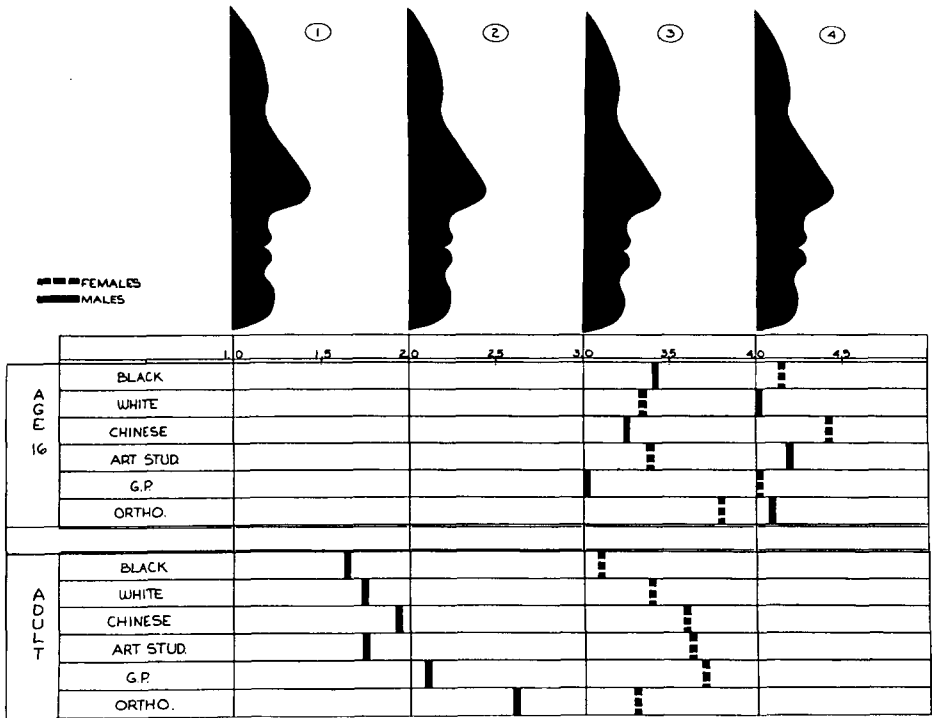 1 2 3 4
FEMALES
MALES
1.0 1.5 2.0 2.5 3.0 3.5 4.0 4.5
AGE 16
BLACK
WHITE
CHINESE
ART STUD.
G.P.
ORTHO.
ADULT
BLACK
WHITE
CHINESE
ART STUD.
G.P.
ORTHO.